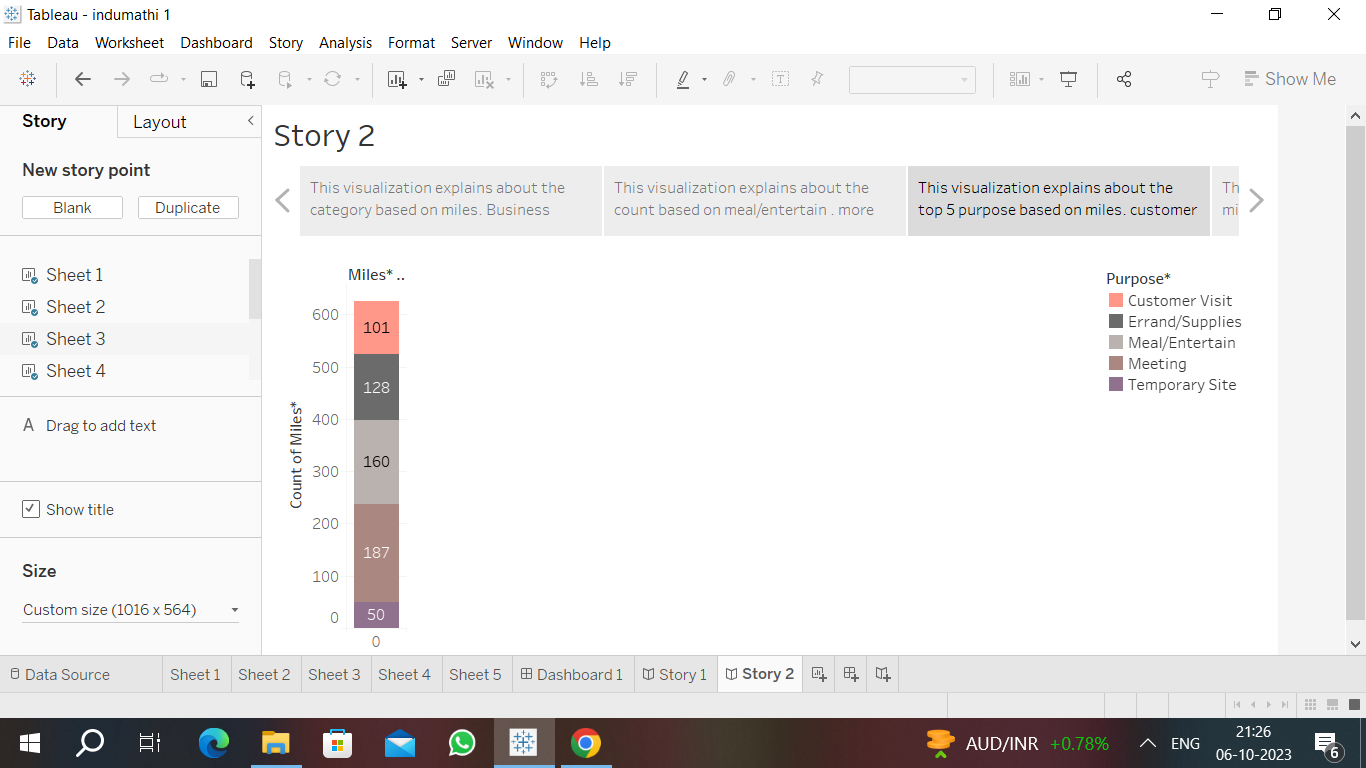 Tableau - indumathi 1
File Data Worksheet Dashboard Story Analysis Format Server Window Help
Show Me
Story
Layout
New story point
Blank
Duplicate
Sheet 1
Sheet 2
Sheet 3
Sheet 4
A Drag to add text
Show title
Size
Custom size (1016 x 564)
Story 2
This visualization explains about the
category based on miles. Business
This visualization explains about the
count based on meal/entertain . more
This visualization explains about the
top 5 purpose based on miles. customer
Th
mi
Miles* ..
Count of Miles*
600
500
400
300
200
100
0
101
128
160
187
50
0
Purpose*
Customer Visit
Errand/Supplies
Meal/Entertain
Meeting
Temporary Site
Data Source
Sheet 1
Sheet 2
Sheet 3
Sheet 4
Sheet 5
Dashboard 1
Story 1
Story 2
AUD/INR +0.78%
ENG
21:26
06-10-2023
6